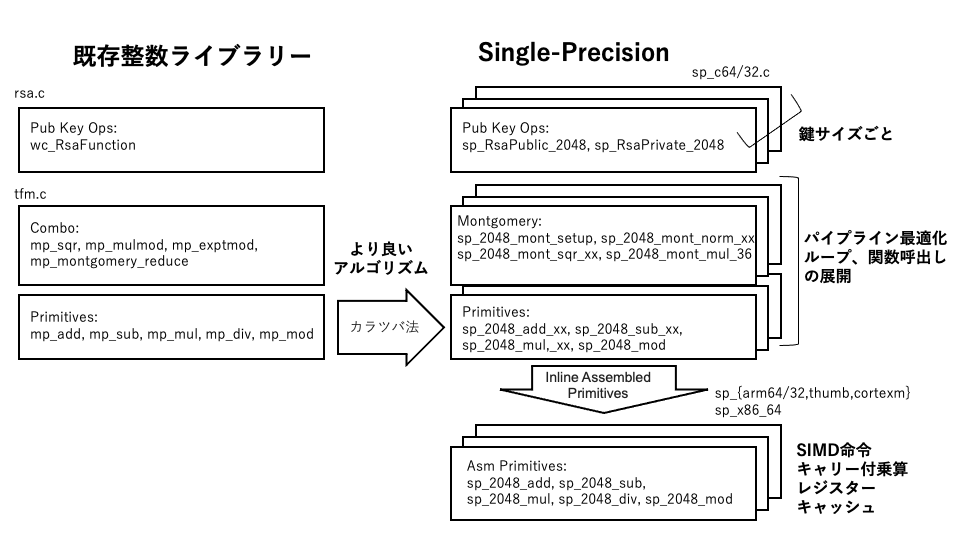 既存整数ライブラリー
rsa.c
Pub Key Ops:
wc_RsaFunction
tfm.c
Combo:
mp_sqr, mp_mulmod, mp_exptmod,
mp_montgomery_reduce
Primitives:
mp_add, mp_sub, mp_mul, mp_div, mp_mod
より良い
アルゴリズム
カラツバ法
Single-Precision
sp_c64/32.c
Pub Key Ops:
sp_RsaPublic_2048, sp_RsaPrivate_2048
鍵サイズごと
Montgomery:
sp_2048_mont_setup, sp_2048_mont_norm_xx
sp_2048_mont_sqr_xx, sp_2048_mont_mul_36
Primitives:
sp_2048_add_xx, sp_2048_sub_xx,
sp_2048_mul,_xx, sp_2048_mod
パイプライン最適化
ループ、関数呼出し
の展開
Inline Assembled
Primitives
sp_{arm64/32,thumb,cortexm}
sp_x86_64
Asm Primitives:
sp_2048_add, sp_2048_sub,
sp_2048_mul, sp_2048_div, sp_2048_mod
SIMD命令
キャリー付乗算
レジスター
キャッシュ